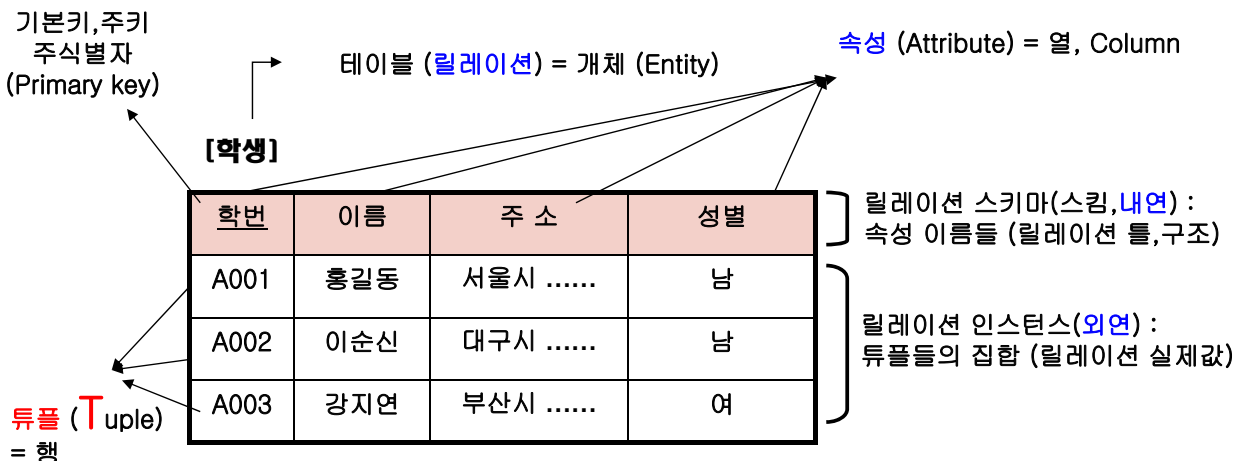 기본키,주키
주식별자
(Primary key)
테이블 (릴레이션) = 개체 (Entity)
속성 (Attribute) = 열, Column
[학생]
학번 이름 주 소 성별
A001 홍길동 서울시 ...... 남
A002 이순신 대구시 ...... 남
A003 강지연 부산시 ...... 여
릴레이션 스키마(스킴,내연) :
속성 이름들 (릴레이션 틀,구조)
릴레이션 인스턴스(외연) :
튜플들의 집합 (릴레이션 실제값)
튜플 (Tuple)
= 행